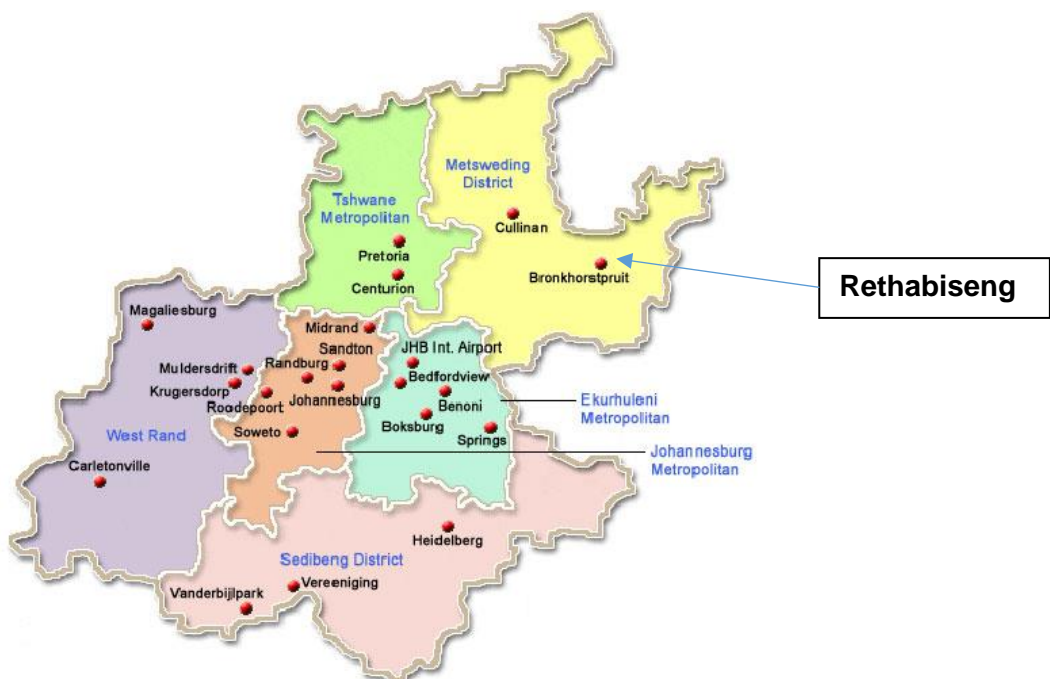 Metsweding
District
Tshwane
Metropolitan
Cullinan
Pretoria
Bronkhorstpruit
Centurion
Rethabiseng
Magaliesburg
Midrand
Sandton
JHB Int. Airport
Muldersdrift
Randburg
Bedfordview
Krugersdorp
Johannesburg
Benoni
Ekurhuleni
Metropolitan
Roodepoort
Boksburg
West Rand
Soweto
Springs
Johannesburg
Metropolitan
Carletonville
Heidelberg
Sedibeng District
Vereeniging
Vanderbijlpark